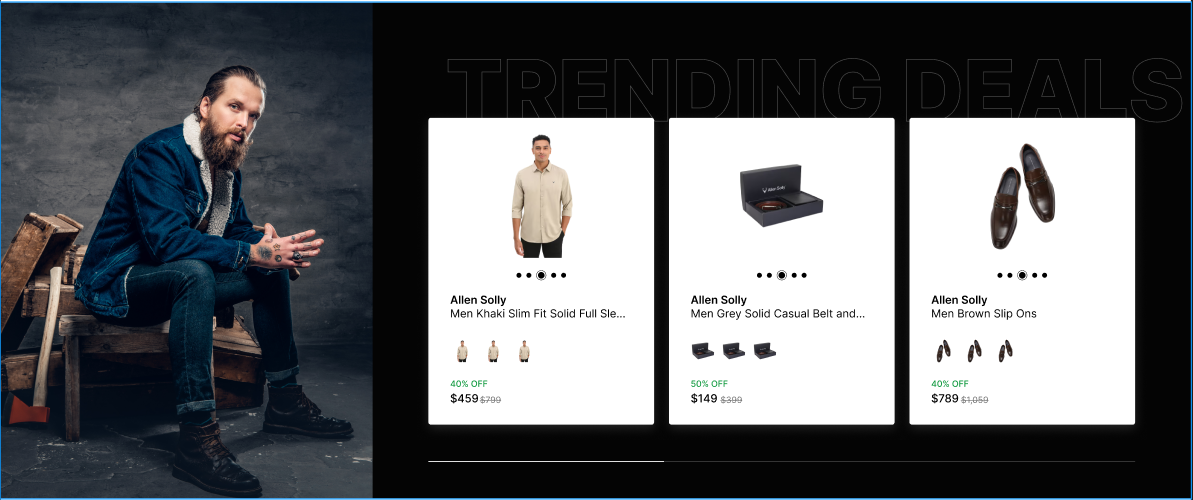 TRENDING DEALS
Allen Solly
Allen Solly
Men Khaki Slim Fit Solid Full Sle...
40% OFF
$459 $799
Allen Solly
Men Grey Solid Casual Belt and...
50% OFF
$149 $399
Allen Solly
Men Brown Slip Ons
40% OFF
$789 $1,059